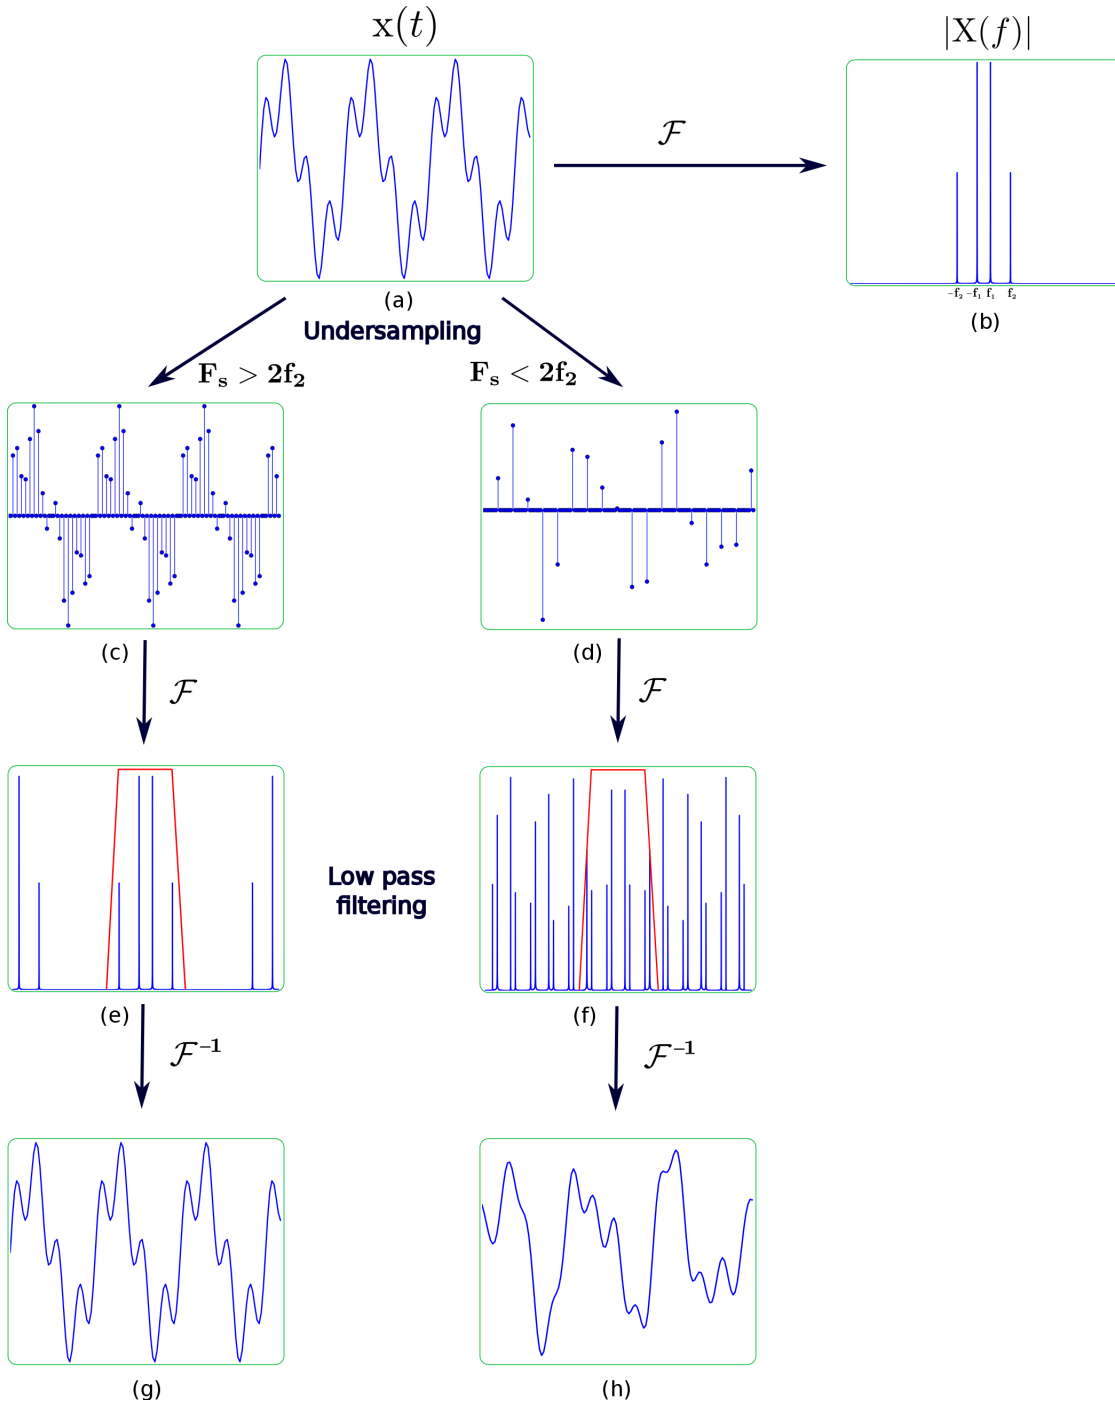 x(t)
|X(f)|
ℱ
−f₂ −f₁ f₁ f₂
(a)
(b)
Undersampling
Fₛ > 2f₂
Fₛ < 2f₂
(c)
(d)
ℱ
ℱ
Low pass
filtering
(e)
(f)
ℱ⁻¹
ℱ⁻¹
(g)
(h)